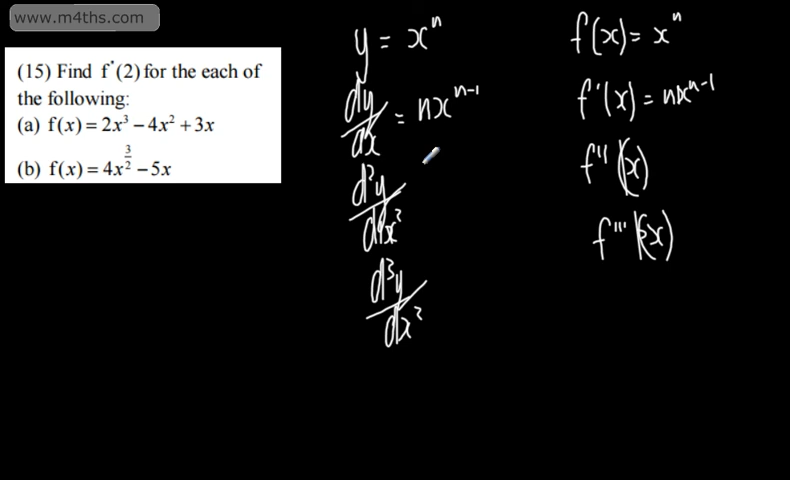 www.m4ths.com
(15) Find f'(2) for the each of
the following:
(a) f(x) = 2x³ − 4x² + 3x
(b) f(x) = 4x^(3/2) − 5x
y = xⁿ
dy/dx = nxⁿ⁻¹
d²y/dx²
d³y/dx³
f(x) = xⁿ
f'(x) = nxⁿ⁻¹
f''(x)
f'''(x)